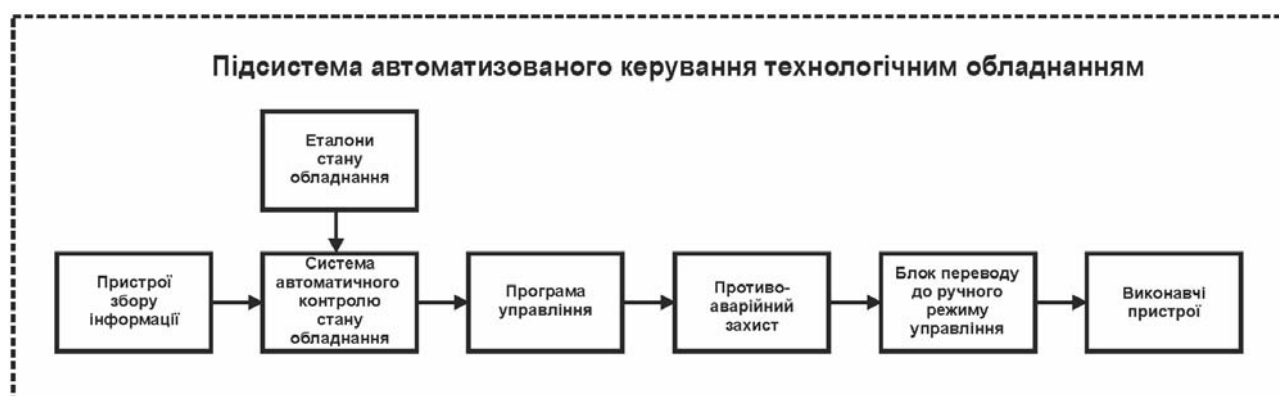 Підсистема автоматизованого керування технологічним обладнанням
Еталони
стану
обладнання
Пристрої
збору
інформації
Система
автоматичного
контролю
стану
обладнання
Програма
управління
Противо-
аварійний
захист
Блок переводу
до ручного
режиму
управління
Виконавчі
пристрої